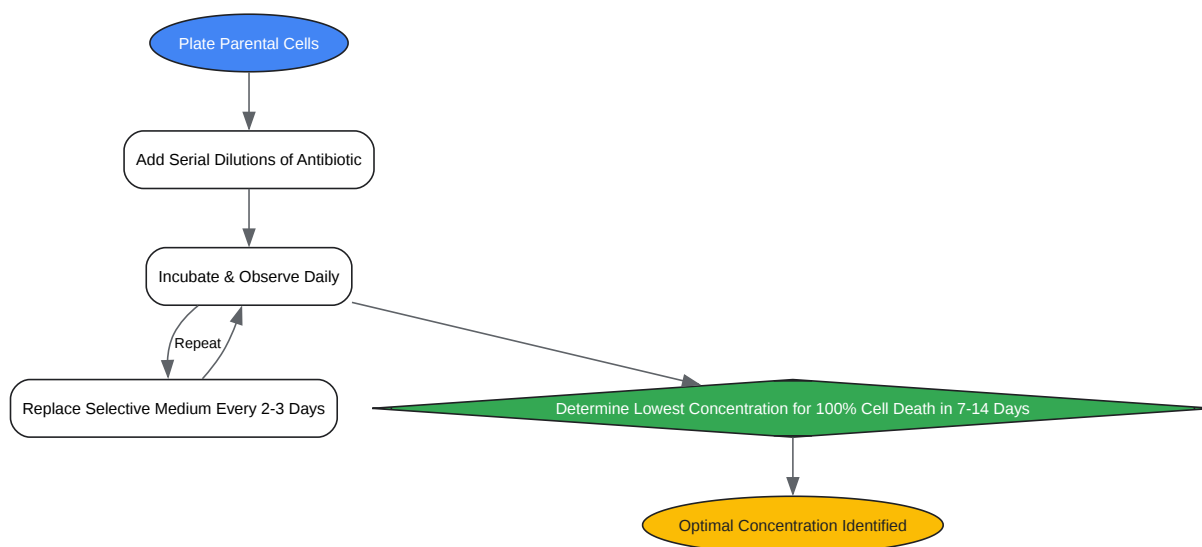 Plate Parental Cells
Add Serial Dilutions of Antibiotic
Incubate & Observe Daily
Repeat
Replace Selective Medium Every 2-3 Days
Determine Lowest Concentration for 100% Cell Death in 7-14 Days
Optimal Concentration Identified